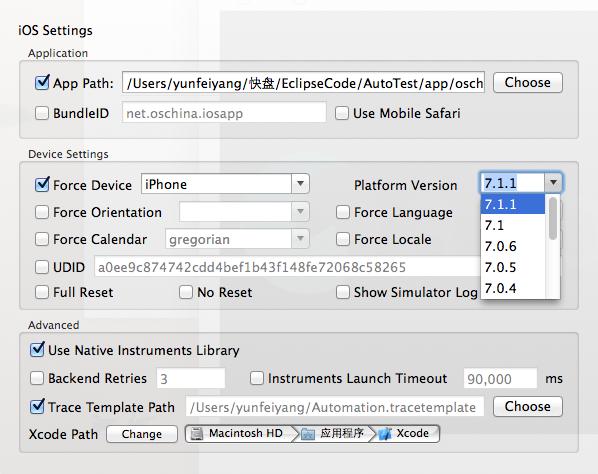 iOS Settings
Application
App Path: /Users/yunfeiyang/快盘/EclipseCode/AutoTest/app/osch Choose
BundleID net.oschina.iosapp Use Mobile Safari
Device Settings
Force Device iPhone Platform Version 7.1.1
Force Orientation Force Language 7.1.1
7.1
Force Calendar gregorian Force Locale 7.0.6
UDID a0ee9c874742cdd4bef1b43f148fe72068c58265 7.0.5
Full Reset No Reset Show Simulator Log 7.0.4
Advanced
Use Native Instruments Library
Backend Retries 3 Instruments Launch Timeout 90,000 ms
Trace Template Path /Users/yunfeiyang/Automation.tracetemplate Choose
Xcode Path Change Macintosh HD 应用程序 Xcode